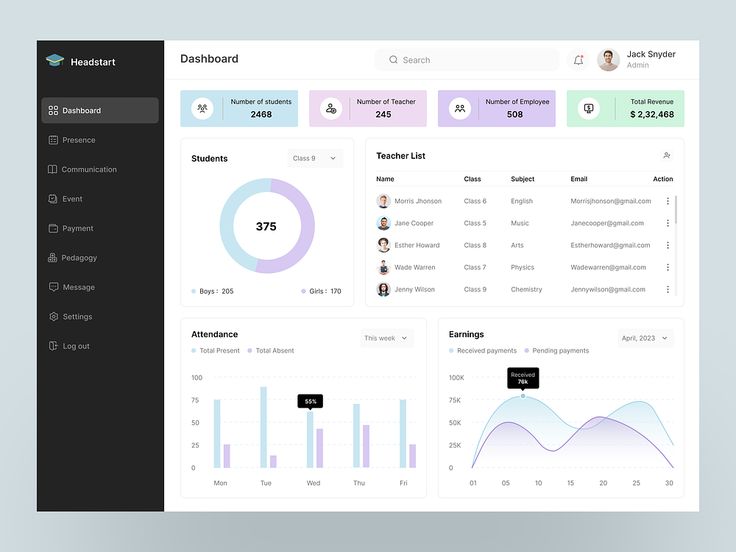 Headstart
Dashboard
Presence
Communication
Event
Payment
Pedagogy
Message
Settings
Log out
Dashboard
Search
Jack Snyder
Admin
Number of students
2468
Number of Teacher
245
Number of Employee
508
Total Revenue
$ 2,32,468
Students
Class 9
375
Boys : 205
Girls : 170
Teacher List
Name Class Subject Email Action
Morris Jhonson Class 6 English Morrisjhonson@gmail.com
Jane Cooper Class 5 Music Janecooper@gmail.com
Esther Howard Class 8 Arts Estherhoward@gmail.com
Wade Warren Class 7 Physics Wadewarren@gmail.com
Jenny Wilson Class 9 Chemistry Jennywilson@gmail.com
Attendance
This week
Total Present Total Absent
100
75
50
25
0
55%
Mon Tue Wed Thu Fri
Earnings
April, 2023
Received payments Pending payments
100K
75K
50K
25K
0
Received
76k
01 05 10 15 20 25 30